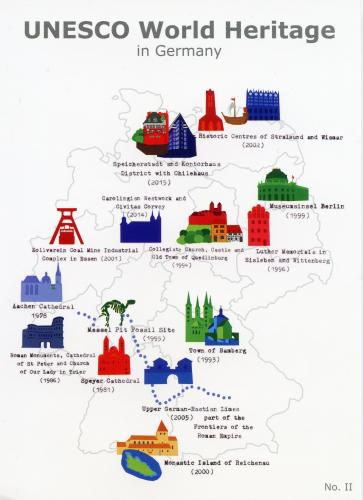 UNESCO World Heritage
in Germany
Historic Centres of Stralsund and Wismar
(2002)
Speicherstadt and Kontorhaus
District with Chilehaus
(2015)
Museumsinsel Berlin
(1999)
Carolingian Westwork and
Civitas Corvey
(2014)
Zollverein Coal Mine Industrial
Complex in Essen (2001)
Collegiate Church, Castle and
Old Town of Quedlinburg
(1994)
Luther Memorials in
Eisleben and Wittenberg
(1996)
Aachen Cathedral
1978
Messel Pit Fossil Site
(1995)
Roman Monuments, Cathedral
of St Peter and Church
of Our Lady in Trier
(1986)
Speyer Cathedral
(1981)
Town of Bamberg
(1993)
Upper German-Raetian Limes
(2005) part of the
Frontiers of the
Roman Empire
Monastic Island of Reichenau
(2000)
No. II